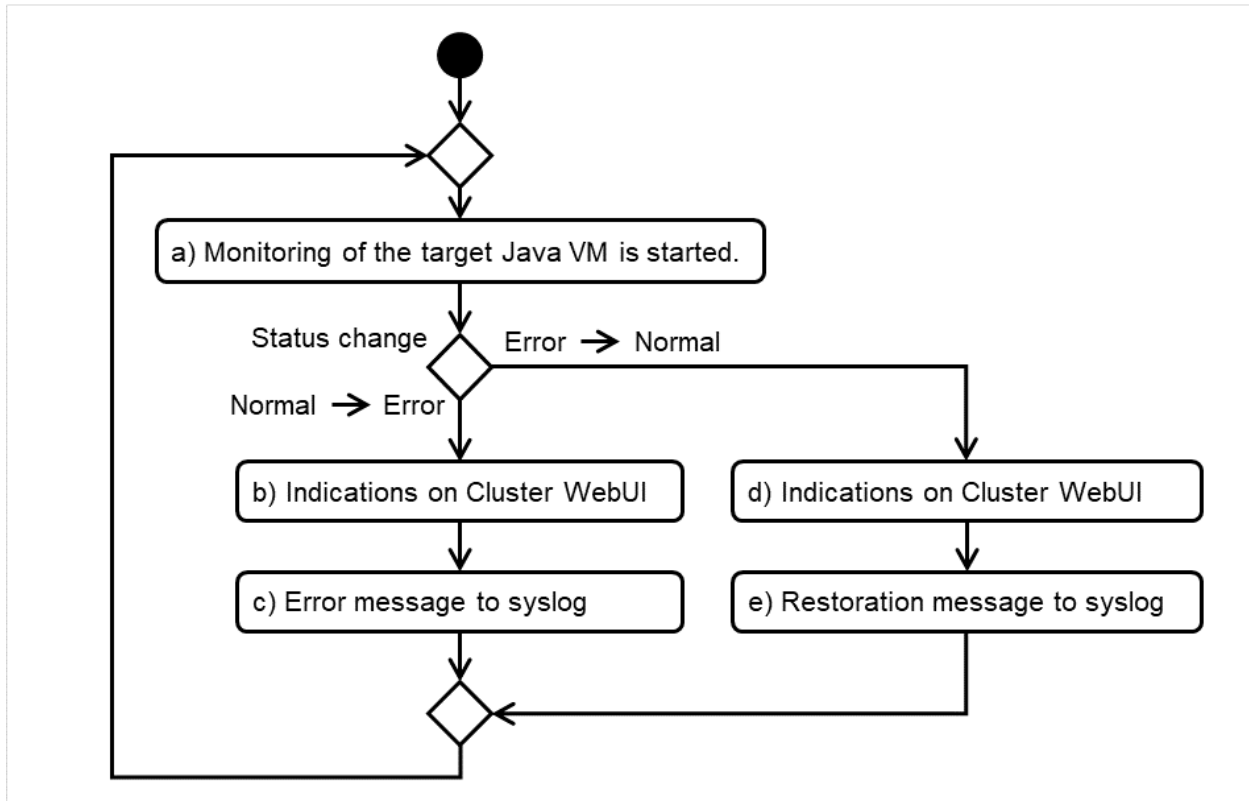 a) Monitoring of the target Java VM is started.
Status change
Error → Normal
Normal → Error
b) Indications on Cluster WebUI
d) Indications on Cluster WebUI
c) Error message to syslog
e) Restoration message to syslog